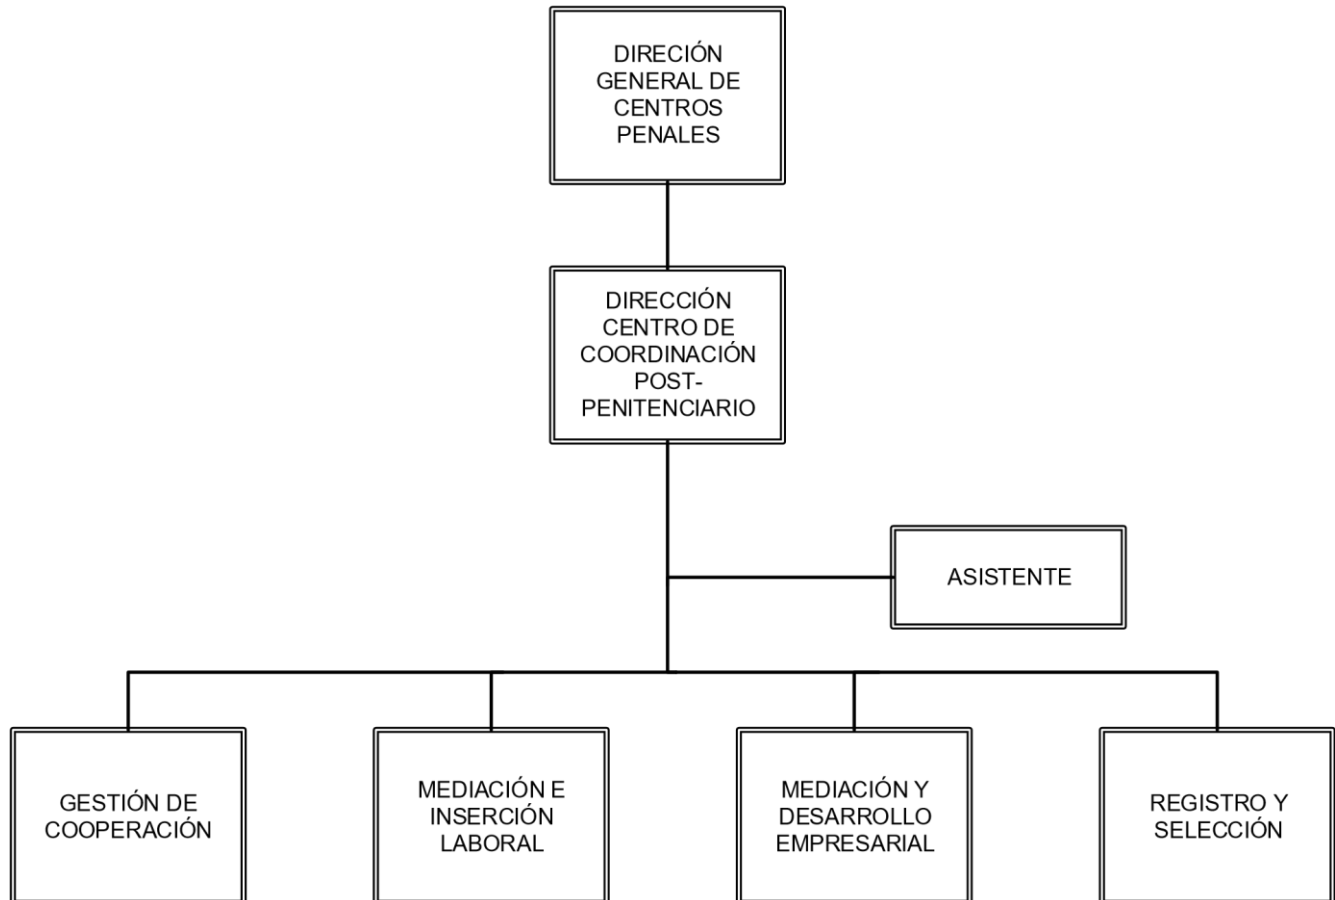 DIRECIÓN
GENERAL DE
CENTROS
PENALES
DIRECCIÓN
CENTRO DE
COORDINACIÓN
POST-
PENITENCIARIO
ASISTENTE
GESTIÓN DE
COOPERACIÓN
MEDIACIÓN E
INSERCIÓN
LABORAL
MEDIACIÓN Y
DESARROLLO
EMPRESARIAL
REGISTRO Y
SELECCIÓN